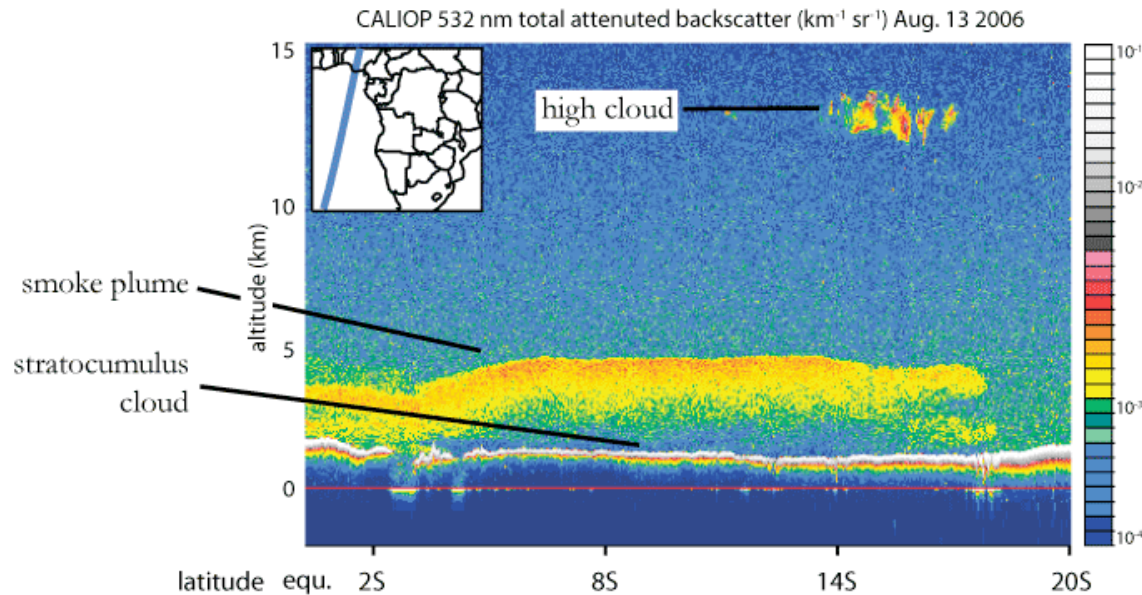 CALIOP 532 nm total attenuted backscatter (km⁻¹ sr⁻¹) Aug. 13 2006
15
10
5
0
altitude (km)
high cloud
smoke plume
stratocumulus
cloud
10⁻¹
10⁻²
10⁻³
10⁻⁴
latitude equ. 2S 8S 14S 20S